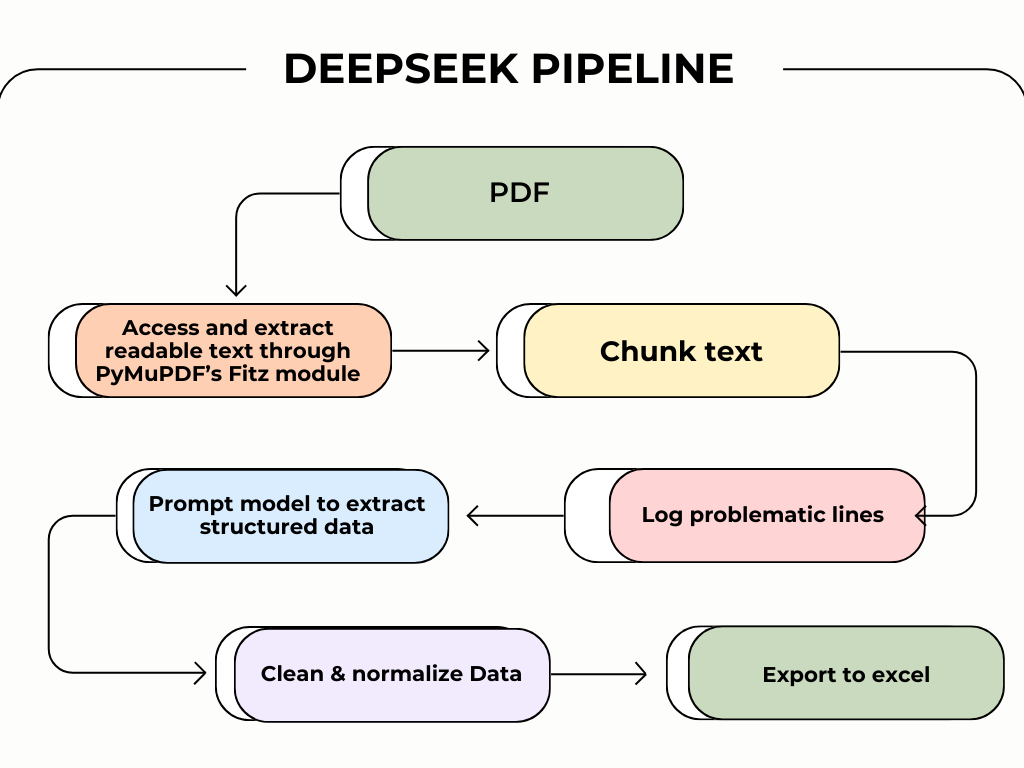 DEEPSEEK PIPELINE
PDF
Access and extract
readable text through
PyMuPDF’s Fitz module
Chunk text
Log problematic lines
Prompt model to extract
structured data
Clean & normalize Data
Export to excel